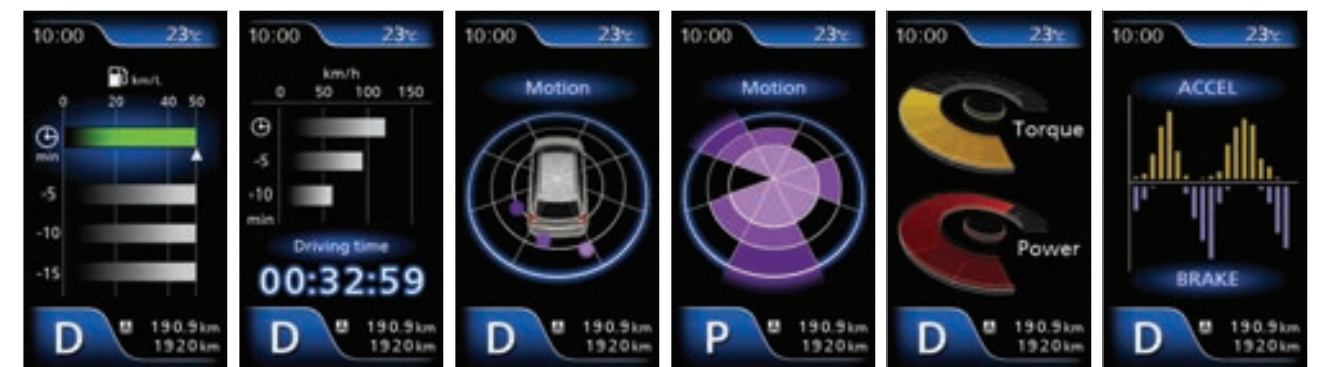 10:00 23℃
km/L
0 20 40 50
min
-5
-10
-15
D A 190.9km
1920km
10:00 23℃
km/h
0 50 100 150
-5
-10
min
Driving time
00:32:59
D A 190.9km
1920km
10:00 23℃
Motion
D A 190.9km
1920km
10:00 23℃
Motion
P A 190.9km
1920km
10:00 23℃
Torque
Power
D A 190.9km
1920km
10:00 23℃
ACCEL
BRAKE
D A 190.9km
1920km